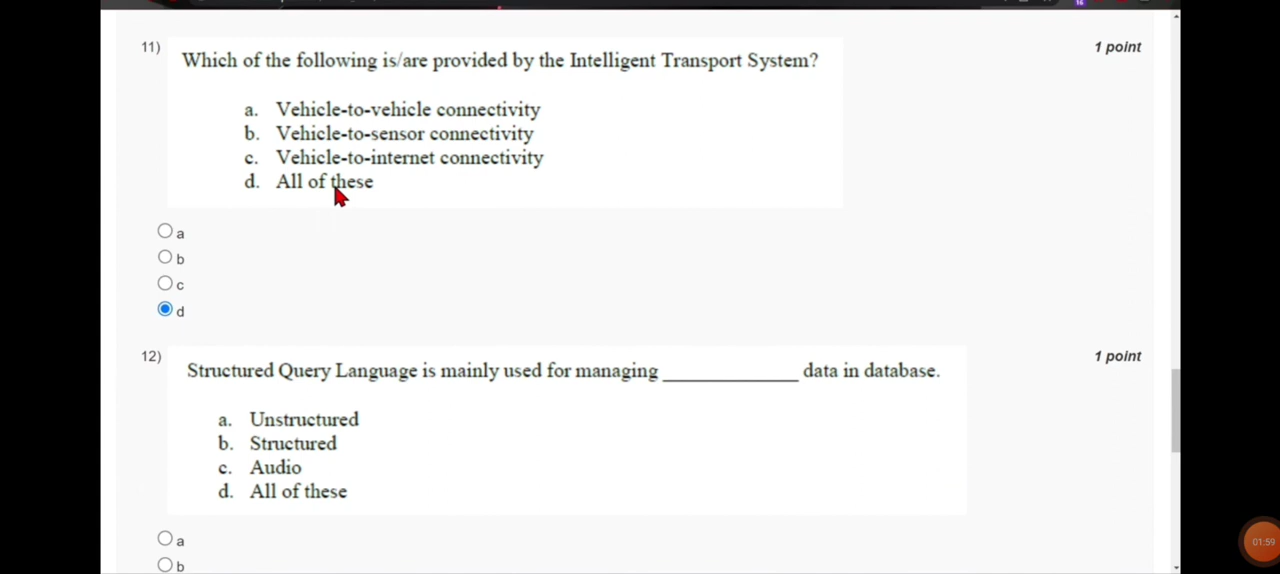 11)
1 point
Which of the following is/are provided by the Intelligent Transport System?
a. Vehicle-to-vehicle connectivity
b. Vehicle-to-sensor connectivity
c. Vehicle-to-internet connectivity
d. All of these
a
b
c
d
12)
1 point
Structured Query Language is mainly used for managing _____________ data in database.
a. Unstructured
b. Structured
c. Audio
d. All of these
a
b
01:59